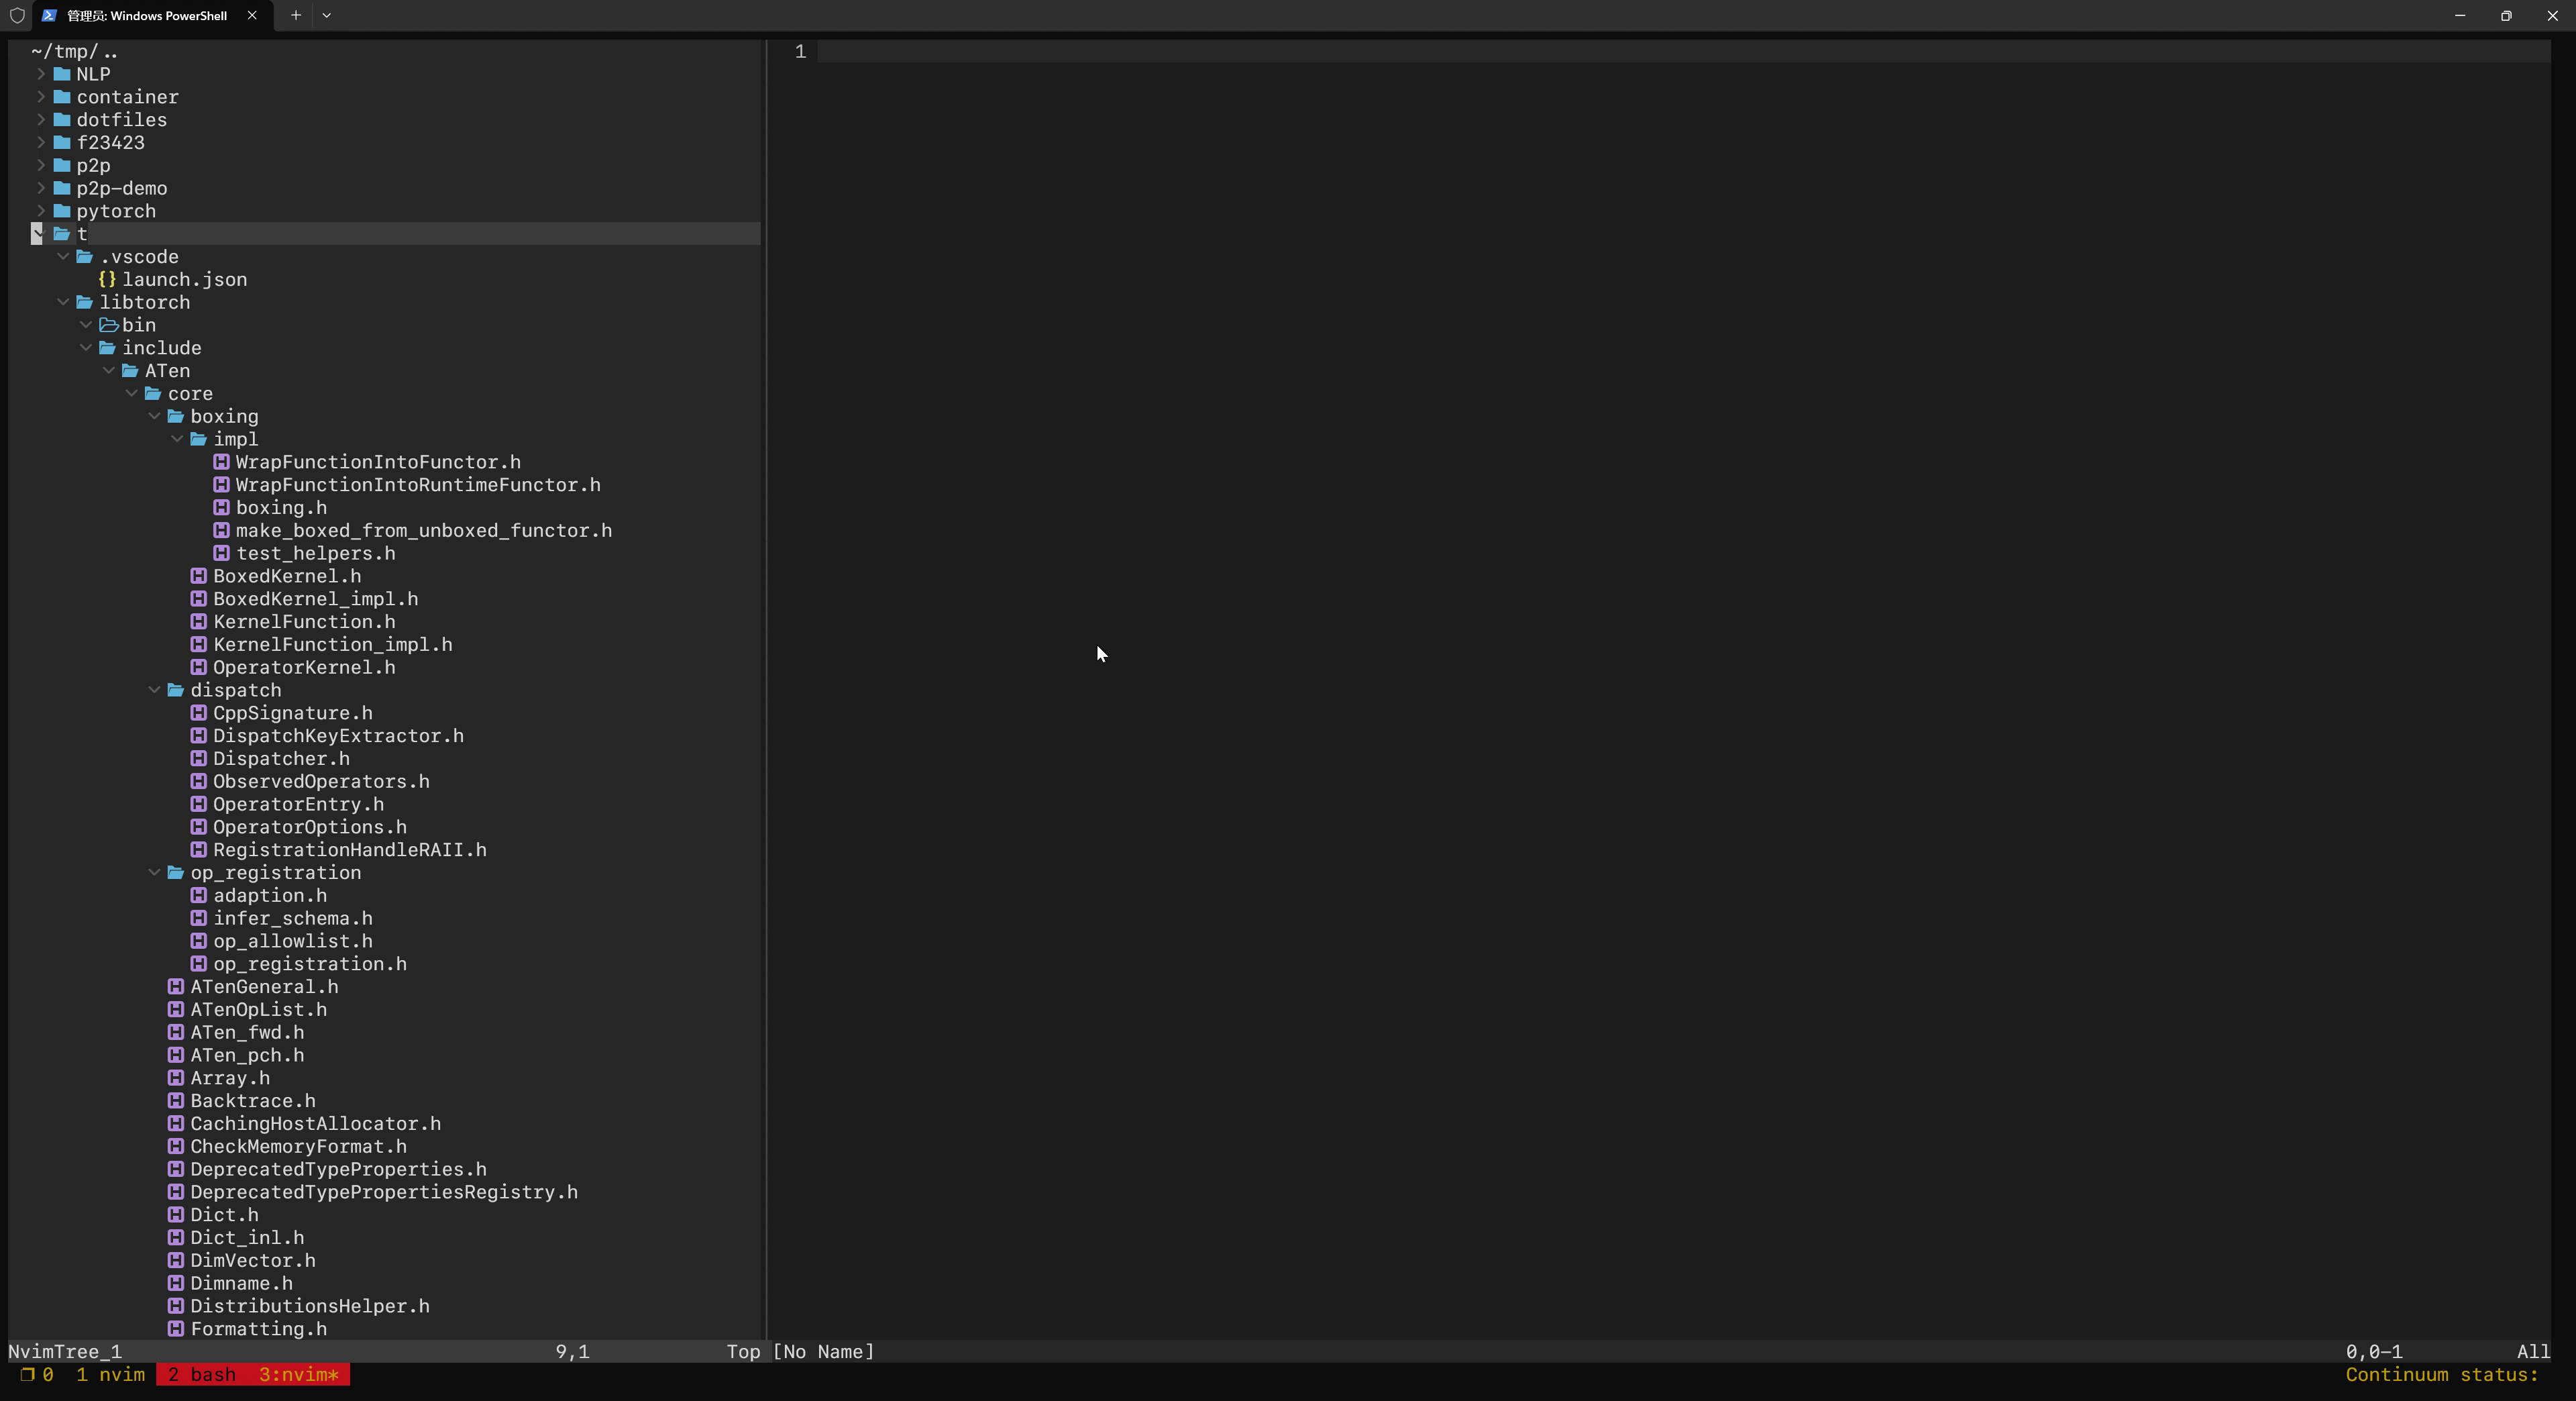 管理员: Windows PowerShell
~/tmp/..
NLP
container
dotfiles
f23423
p2p
p2p-demo
pytorch
t
.vscode
{} launch.json
libtorch
bin
include
ATen
core
boxing
impl
H WrapFunctionIntoFunctor.h
H WrapFunctionIntoRuntimeFunctor.h
H boxing.h
H make_boxed_from_unboxed_functor.h
H test_helpers.h
H BoxedKernel.h
H BoxedKernel_impl.h
H KernelFunction.h
H KernelFunction_impl.h
H OperatorKernel.h
dispatch
H CppSignature.h
H DispatchKeyExtractor.h
H Dispatcher.h
H ObservedOperators.h
H OperatorEntry.h
H OperatorOptions.h
H RegistrationHandleRAII.h
op_registration
H adaption.h
H infer_schema.h
H op_allowlist.h
H op_registration.h
H ATenGeneral.h
H ATenOpList.h
H ATen_fwd.h
H ATen_pch.h
H Array.h
H Backtrace.h
H CachingHostAllocator.h
H CheckMemoryFormat.h
H DeprecatedTypeProperties.h
H DeprecatedTypePropertiesRegistry.h
H Dict.h
H Dict_inl.h
H DimVector.h
H Dimname.h
H DistributionsHelper.h
H Formatting.h
NvimTree_1 9,1 Top
1
[No Name] 0,0-1 All
0 1 nvim 2 bash 3:nvim* Continuum status: